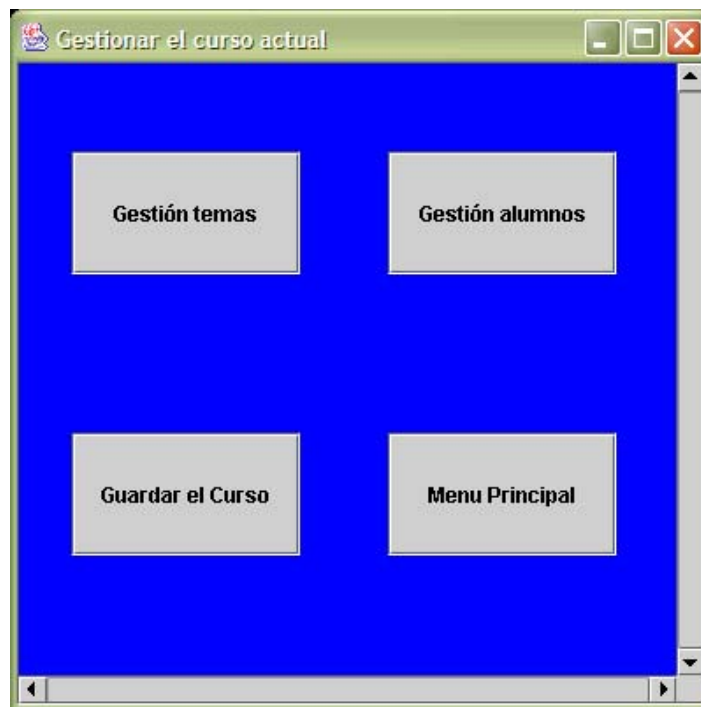 Gestionar el curso actual
Gestión temas
Gestión alumnos
Guardar el Curso
Menu Principal